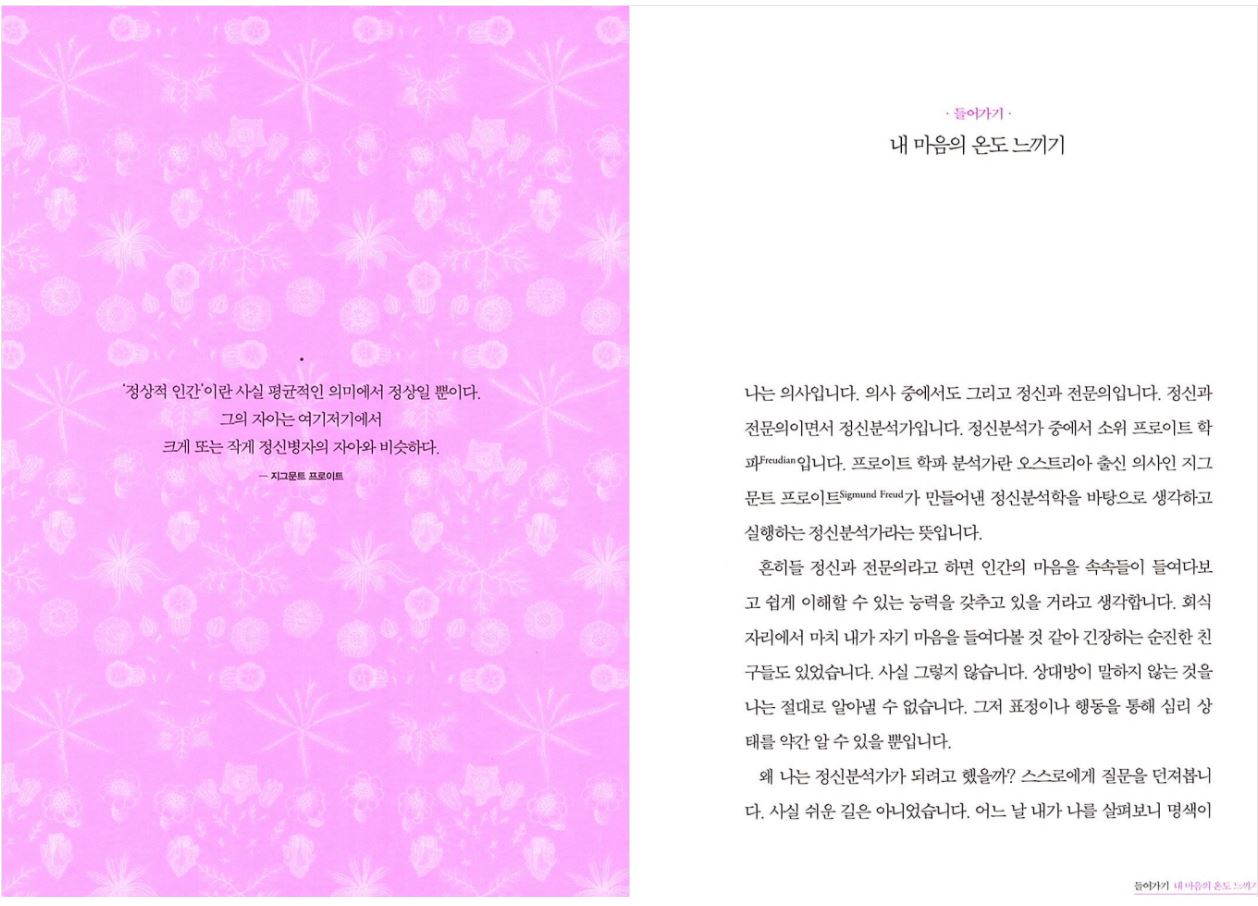 '정상적 인간'이란 사실 평균적인 의미에서 정상일 뿐이다.
그의 자아는 여기저기에서
크게 또는 작게 정신병자의 자아와 비슷하다.
— 지그문트 프로이트
· 들어가기 ·
내 마음의 온도 느끼기
나는 의사입니다. 의사 중에서도 그리고 정신과 전문의입니다. 정신과
전문의이면서 정신분석가입니다. 정신분석가 중에서 소위 프로이트 학
파Freudian입니다. 프로이트 학파 분석가란 오스트리아 출신 의사인 지그
문트 프로이트Sigmund Freud가 만들어낸 정신분석학을 바탕으로 생각하고
실행하는 정신분석가라는 뜻입니다.
흔히들 정신과 전문의라고 하면 인간의 마음을 속속들이 들여다보
고 쉽게 이해할 수 있는 능력을 갖추고 있을 거라고 생각합니다. 회식
자리에서 마치 내가 자기 마음을 들여다볼 것 같아 긴장하는 순진한 친
구들도 있었습니다. 사실 그렇지 않습니다. 상대방이 말하지 않는 것을
나는 절대로 알아낼 수 없습니다. 그저 표정이나 행동을 통해 심리 상
태를 약간 알 수 있을 뿐입니다.
왜 나는 정신분석가가 되려고 했을까? 스스로에게 질문을 던져봅니
다. 사실 쉬운 길은 아니었습니다. 어느 날 내가 나를 살펴보니 명색이
들어가기 내 마음의 온도 느끼기